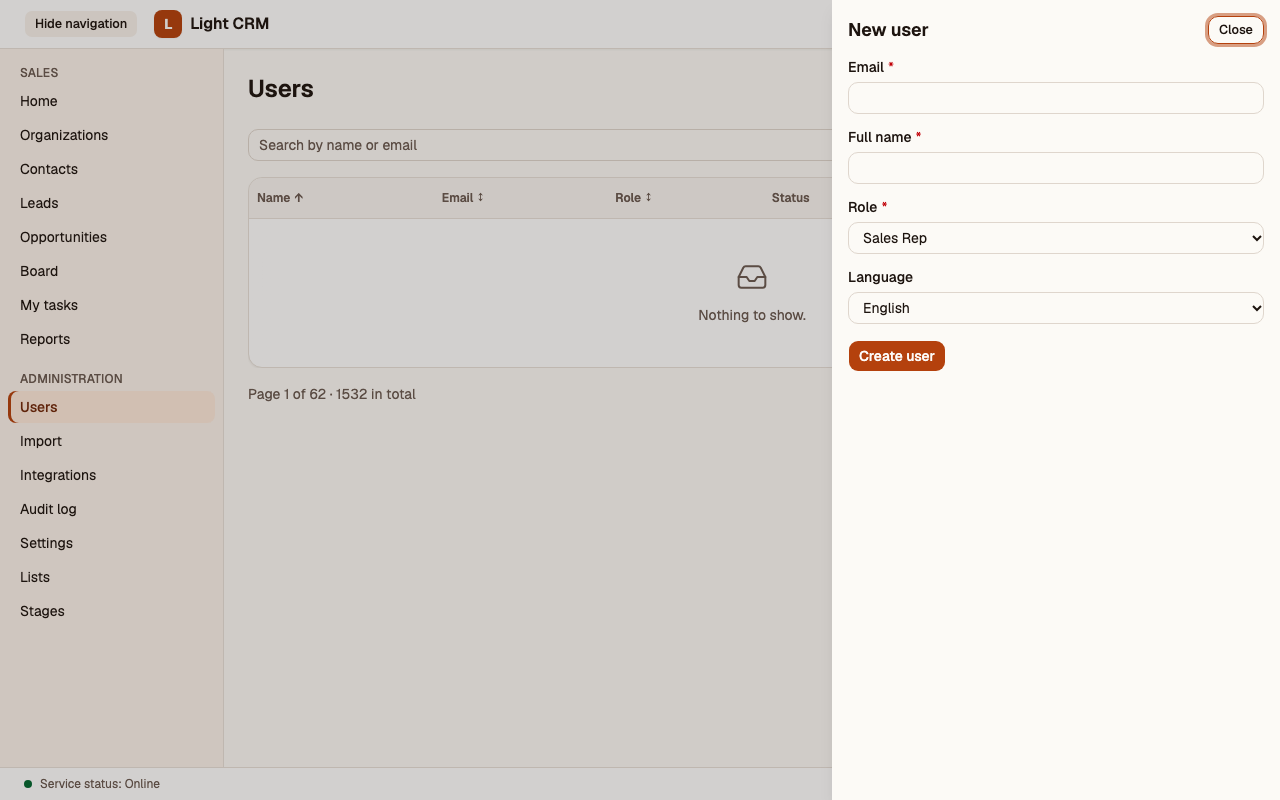 Hide navigation
L
Light CRM
SALES
Home
Organizations
Contacts
Leads
Opportunities
Board
My tasks
Reports
ADMINISTRATION
Users
Import
Integrations
Audit log
Settings
Lists
Stages
Users
Search by name or email
Name ↑ Email ↕ Role ↕ Status
Nothing to show.
Page 1 of 62 · 1532 in total
Service status: Online
New user
Close
Email *
Full name *
Role *
Sales Rep
Language
English
Create user